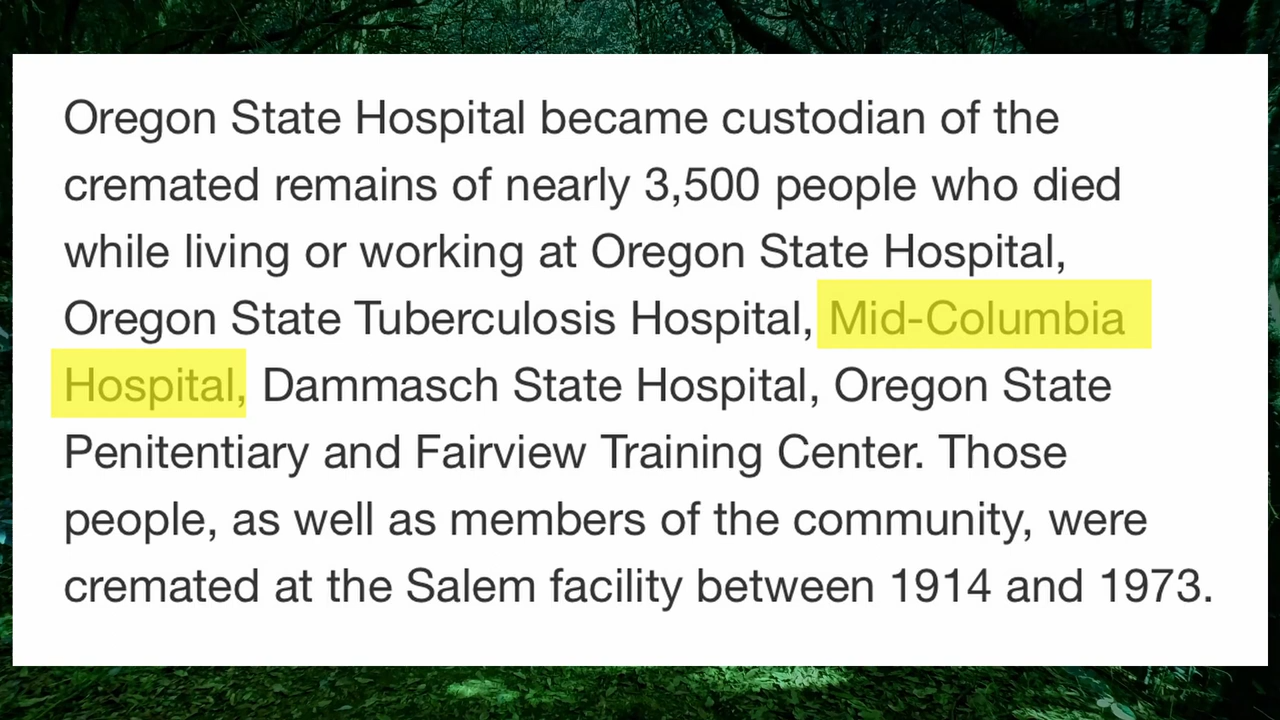 Oregon State Hospital became custodian of the
cremated remains of nearly 3,500 people who died
while living or working at Oregon State Hospital,
Oregon State Tuberculosis Hospital, Mid-Columbia
Hospital, Dammasch State Hospital, Oregon State
Penitentiary and Fairview Training Center. Those
people, as well as members of the community, were
cremated at the Salem facility between 1914 and 1973.